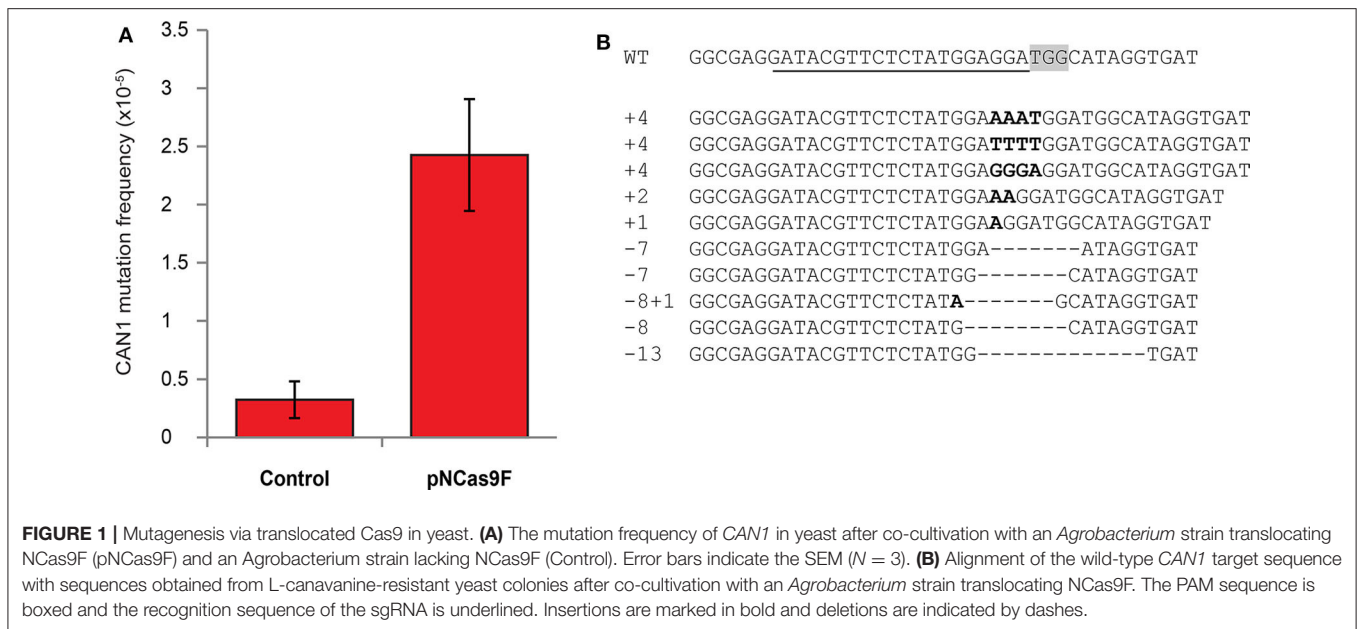 A
CAN1 mutation frequency (x10⁻⁵)
3.5
3
2.5
2
1.5
1
0.5
0
Control pNCas9F
B
WT GGCGAGGATACGTTCTCTATGGAGGATGGCATAGGTGAT
+4 GGCGAGGATACGTTCTCTATGGAAAATGGATGGCATAGGTGAT
+4 GGCGAGGATACGTTCTCTATGGATTTTGGATGGCATAGGTGAT
+4 GGCGAGGATACGTTCTCTATGGAGGGAGGATGGCATAGGTGAT
+2 GGCGAGGATACGTTCTCTATGGAAAGGATGGCATAGGTGAT
+1 GGCGAGGATACGTTCTCTATGGAAGGATGGCATAGGTGAT
-7 GGCGAGGATACGTTCTCTATGGA-------ATAGGTGAT
-7 GGCGAGGATACGTTCTCTATGG-------CATAGGTGAT
-8+1 GGCGAGGATACGTTCTCTATA-------GCATAGGTGAT
-8 GGCGAGGATACGTTCTCTATG--------CATAGGTGAT
-13 GGCGAGGATACGTTCTCTATGG-------------TGAT
FIGURE 1 | Mutagenesis via translocated Cas9 in yeast. (A) The mutation frequency of CAN1 in yeast after co-cultivation with an Agrobacterium strain translocating
NCas9F (pNCas9F) and an Agrobacterium strain lacking NCas9F (Control). Error bars indicate the SEM (N = 3). (B) Alignment of the wild-type CAN1 target sequence
with sequences obtained from L-canavanine-resistant yeast colonies after co-cultivation with an Agrobacterium strain translocating NCas9F. The PAM sequence is
boxed and the recognition sequence of the sgRNA is underlined. Insertions are marked in bold and deletions are indicated by dashes.